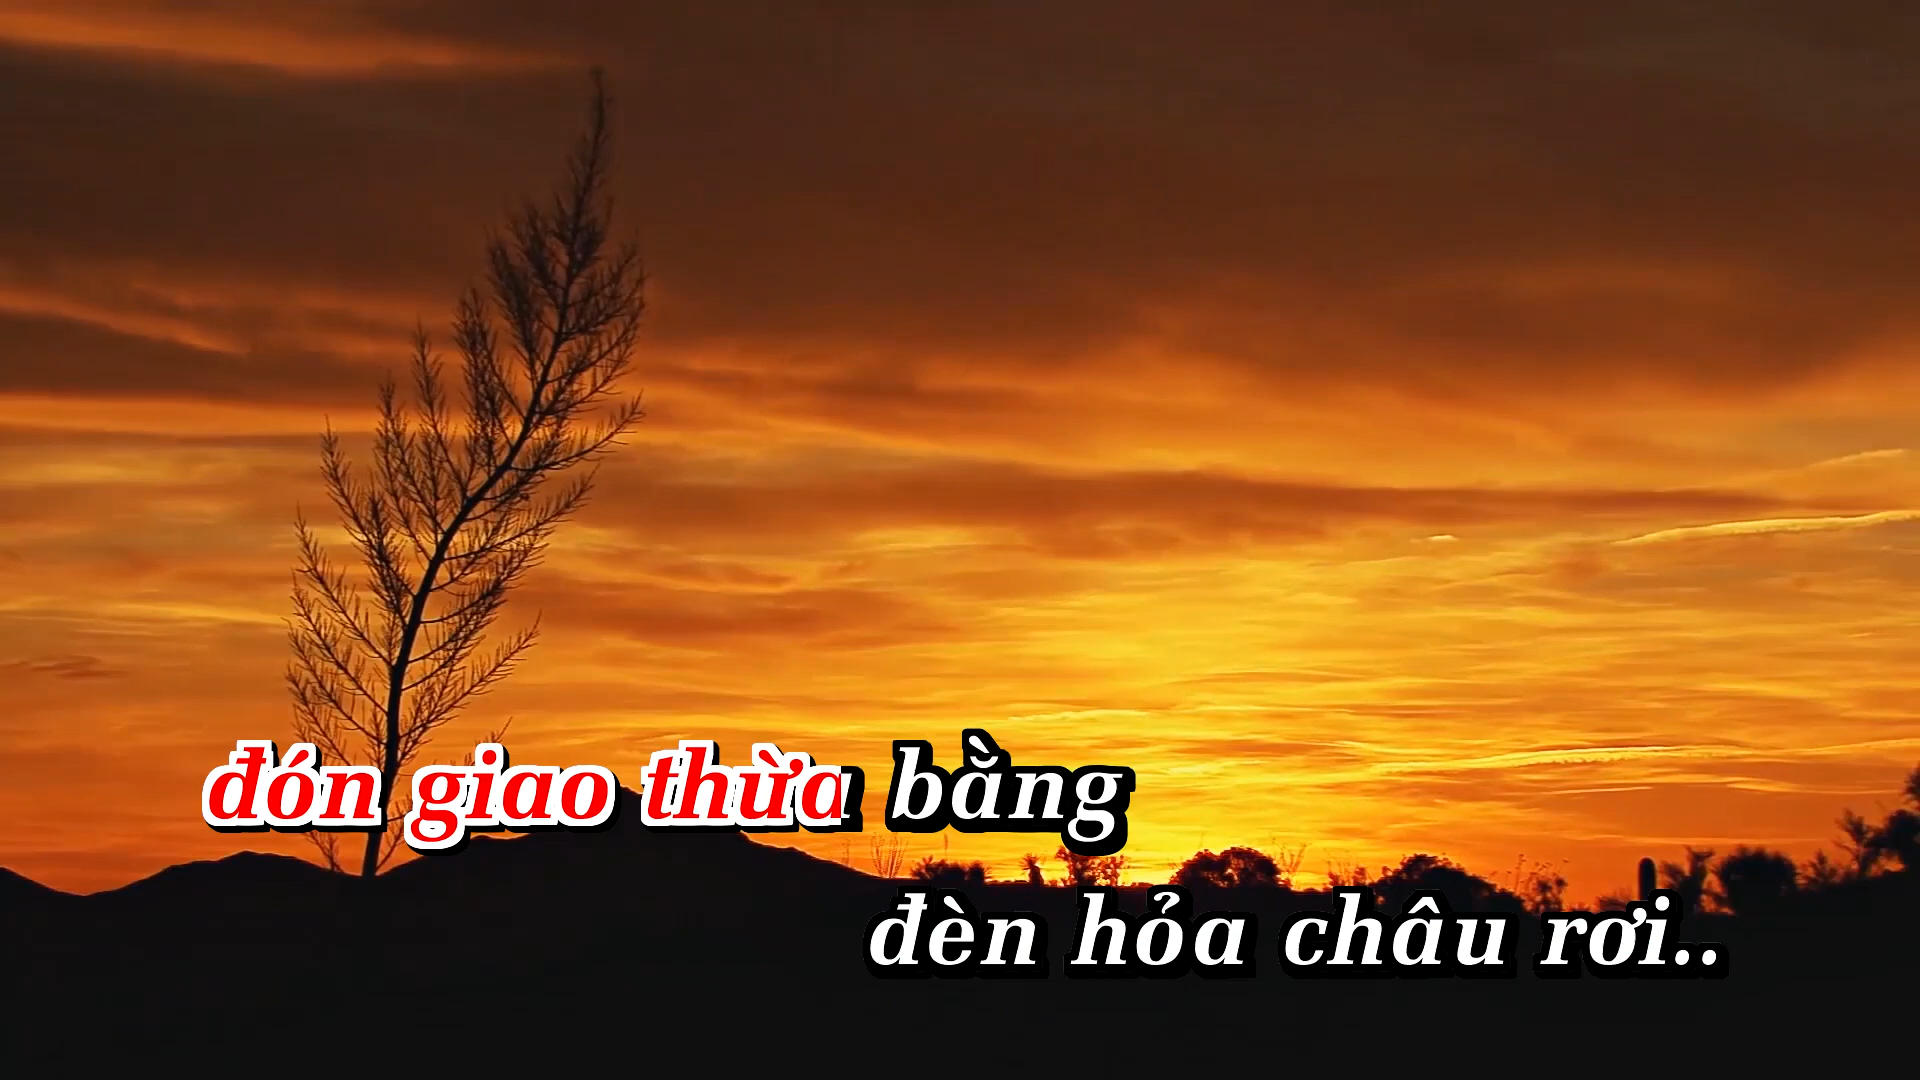 đón giao thừa bằng
đèn hỏa châu rơi..